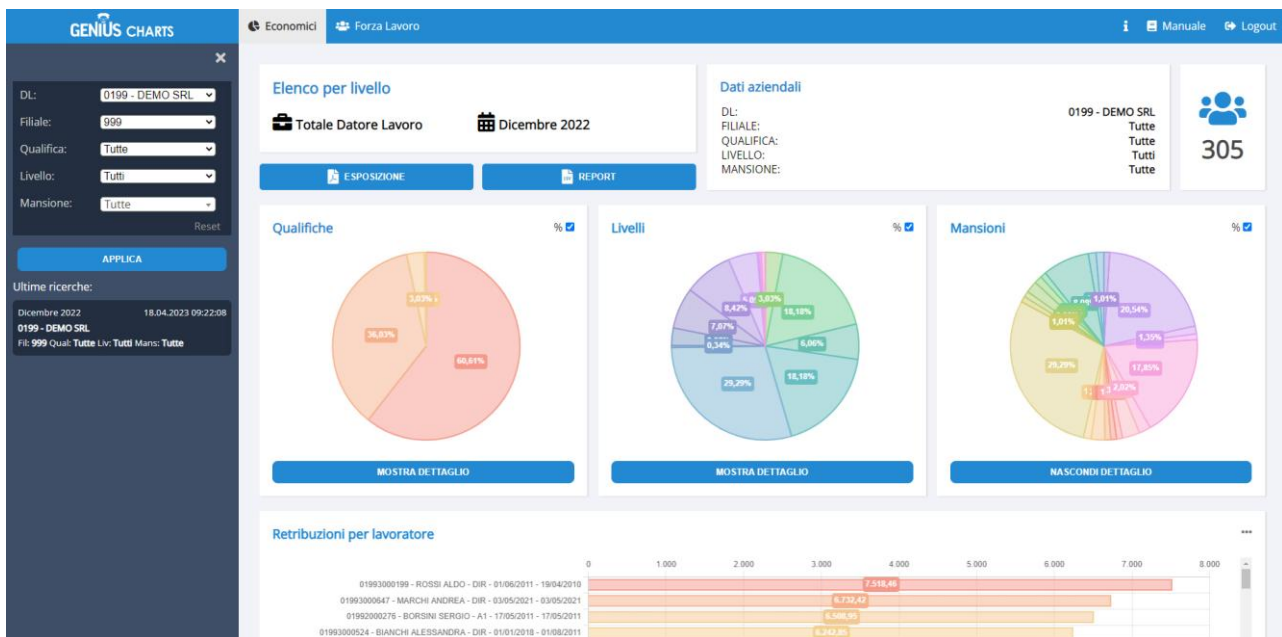 GENIUS CHARTS
Economici
Forza Lavoro
i
Manuale
Logout
DL: 0199 - DEMO SRL
Filiale: 999
Qualifica: Tutte
Livello: Tutti
Mansione: Tutte
Reset
APPLICA
Ultime ricerche:
Dicembre 2022 18.04.2023 09:22:08
0199 - DEMO SRL
Fil: 999 Qual: Tutte Liv: Tutti Mans: Tutte
Elenco per livello
Totale Datore Lavoro
Dicembre 2022
ESPOSIZIONE
REPORT
Dati aziendali
DL: 0199 - DEMO SRL
FILIALE: Tutte
QUALIFICA: Tutte
LIVELLO: Tutti
MANSIONE: Tutte
305
Qualifiche %
3,03%
36,03%
60,61%
MOSTRA DETTAGLIO
Livelli %
3,03%
8,42%
18,18%
7,07%
0,34%
6,06%
18,18%
29,29%
MOSTRA DETTAGLIO
Mansioni %
1,01%
20,54%
1,01%
1,35%
29,29%
17,85%
2,02%
NASCONDI DETTAGLIO
Retribuzioni per lavoratore
0 1.000 2.000 3.000 4.000 5.000 6.000 7.000 8.000
01993000199 - ROSSI ALDO - DIR - 01/06/2011 - 19/04/2010 7.518,46
01993000647 - MARCHI ANDREA - DIR - 03/05/2021 - 03/05/2021 6.732,42
01992000276 - BORSINI SERGIO - A1 - 17/05/2011 - 17/05/2011 6.508,95
01993000524 - BIANCHI ALESSANDRA - DIR - 01/01/2018 - 01/08/2011 6.242,85